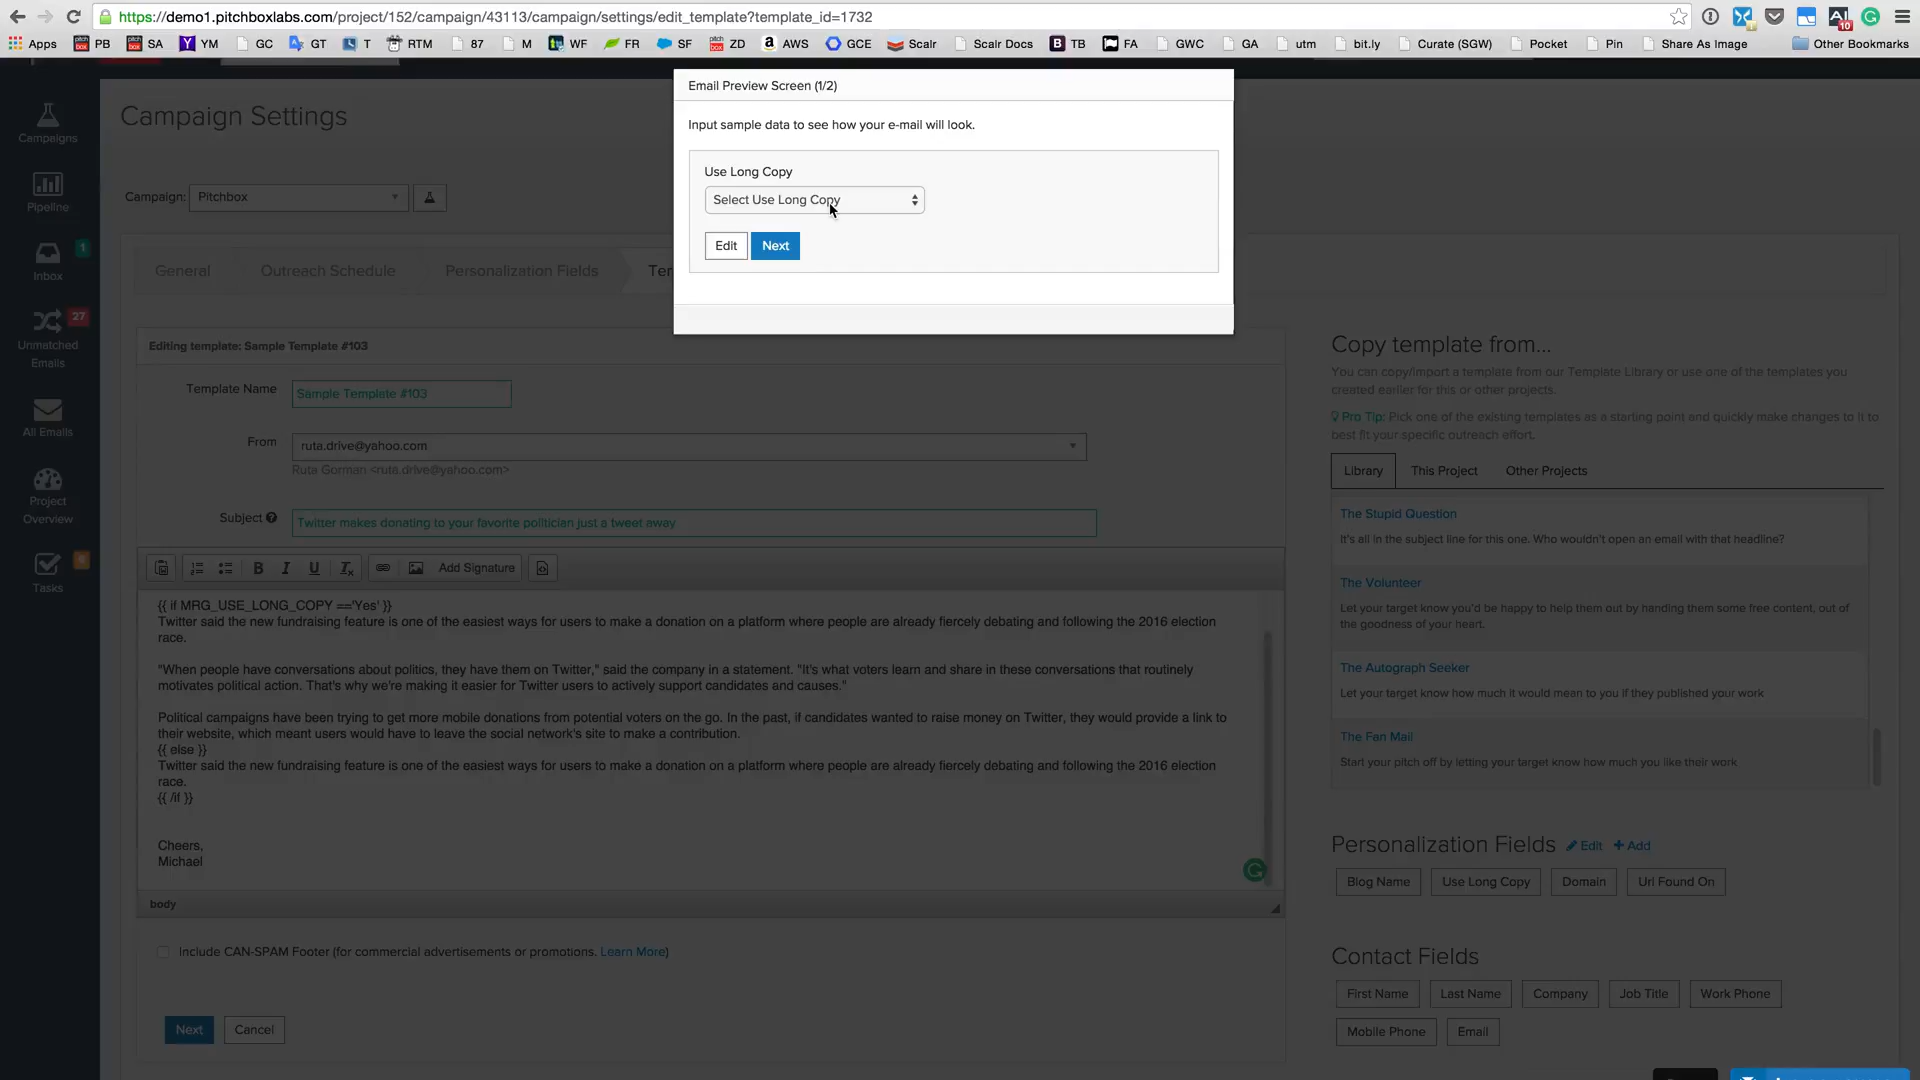 https://demo1.pitchboxlabs.com/project/152/campaign/43113/campaign/settings/edit_template?template_id=1732
Apps PB SA YM GC GT T RTM 87 M WF FR SF ZD AWS GCE Scalr Scalr Docs TB FA GWC GA utm bit.ly Curate (SGW) Pocket Pin Share As Image Other Bookmarks
10
Email Preview Screen (1/2)
Input sample data to see how your e-mail will look.
Use Long Copy
Select Use Long Copy
Edit Next
Campaigns
Pipeline
Inbox
1
Unmatched
Emails
27
All Emails
Project
Overview
Tasks
Campaign Settings
Campaign: Pitchbox
General Outreach Schedule Personalization Fields
Editing template: Sample Template #103
Template Name Sample Template #103
From ruta.drive@yahoo.com
Ruta Gorman <ruta.drive@yahoo.com>
Subject Twitter makes donating to your favorite politician just a tweet away
B I U Add Signature
{{ if MRG_USE_LONG_COPY =='Yes' }}
Twitter said the new fundraising feature is one of the easiest ways for users to make a donation on a platform where people are already fiercely debating and following the 2016 election
race.
"When people have conversations about politics, they have them on Twitter," said the company in a statement. "It's what voters learn and share in these conversations that routinely
motivates political action. That's why we're making it easier for Twitter users to actively support candidates and causes."
Political campaigns have been trying to get more mobile donations from potential voters on the go. In the past, if candidates wanted to raise money on Twitter, they would provide a link to
their website, which meant users would have to leave the social network's site to make a contribution.
{{ else }}
Twitter said the new fundraising feature is one of the easiest ways for users to make a donation on a platform where people are already fiercely debating and following the 2016 election
race.
{{ /if }}
Cheers,
Michael
body
Include CAN-SPAM Footer (for commercial advertisements or promotions. Learn More)
Next Cancel
Copy template from...
You can copy/import a template from our Template Library or use one of the templates you
created earlier for this or other projects.
Pro Tip: Pick one of the existing templates as a starting point and quickly make changes to it to
best fit your specific outreach effort.
Library This Project Other Projects
The Stupid Question
It's all in the subject line for this one. Who wouldn't open an email with that headline?
The Volunteer
Let your target know you'd be happy to help them out by handing them some free content, out of
the goodness of your heart.
The Autograph Seeker
Let your target know how much it would mean to you if they published your work
The Fan Mail
Start your pitch off by letting your target know how much you like their work
Personalization Fields Edit + Add
Blog Name Use Long Copy Domain Url Found On
Contact Fields
First Name Last Name Company Job Title Work Phone
Mobile Phone Email